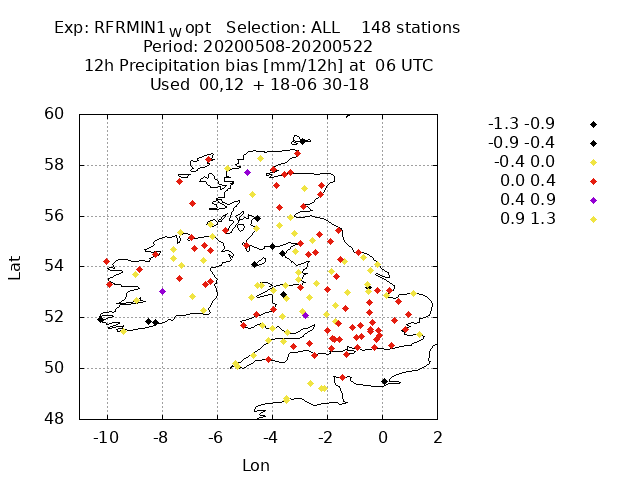 Exp: RFRMIN1_W opt   Selection: ALL    148 stations
Period: 20200508-20200522
12h Precipitation bias [mm/12h] at  06 UTC
Used  00,12  + 18-06 30-18
-1.3 -0.9
-0.9 -0.4
-0.4 0.0
0.0 0.4
0.4 0.9
0.9 1.3
60
58
56
54
52
50
48
Lat
-10 -8 -6 -4 -2 0 2
Lon